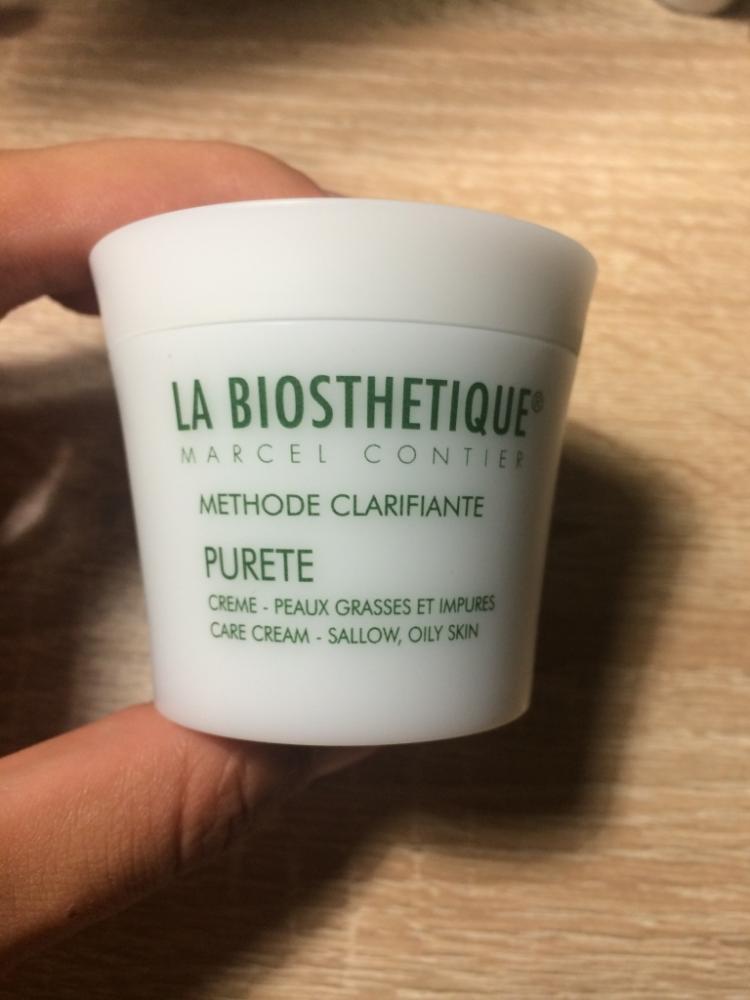 LA BIOSTHETIQUE®
MARCEL CONTIER
METHODE CLARIFIANTE
PURETE
CREME - PEAUX GRASSES ET IMPURES
CARE CREAM - SALLOW, OILY SKIN